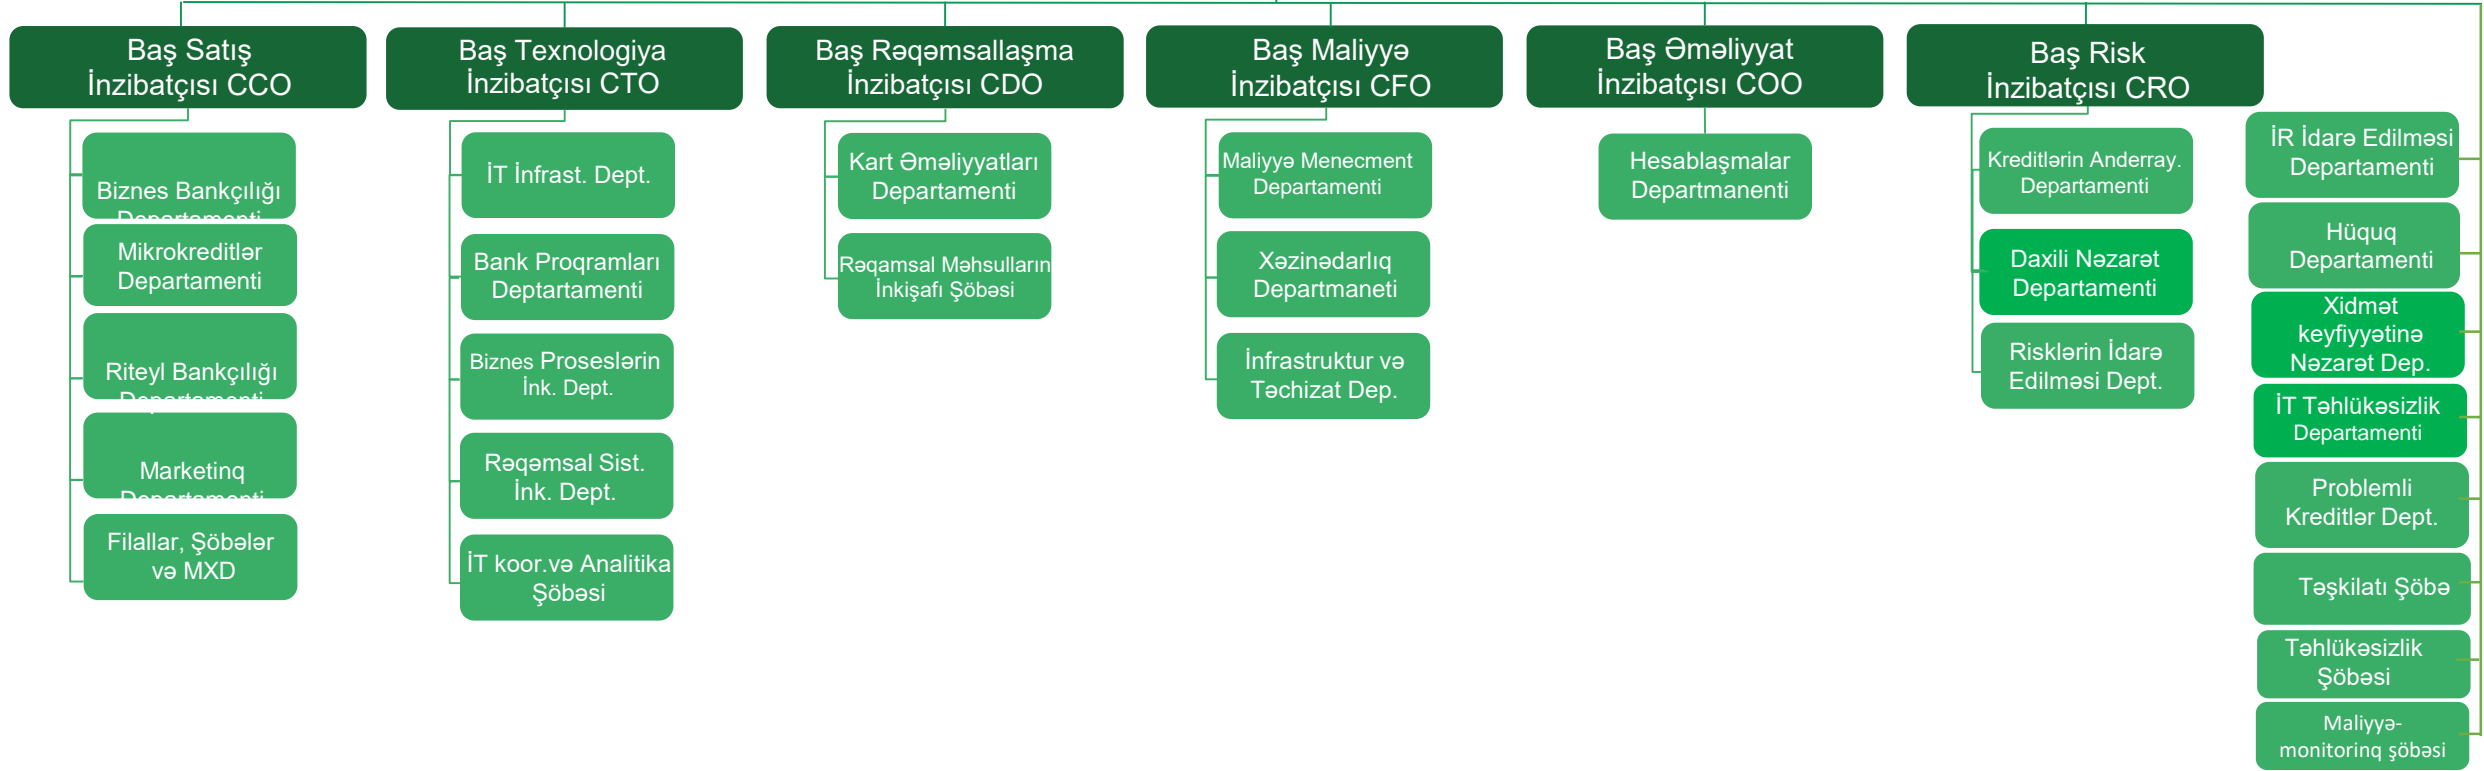 Baş Satış
İnzibatçısı CCO
Biznes Bankçılığı
Departamenti
Mikrokreditlər
Departamenti
Riteyl Bankçılığı
Departamenti
Marketinq
Departamenti
Filallar, Şöbələr
və MXD
Baş Texnologiya
İnzibatçısı CTO
İT İnfrast. Dept.
Bank Proqramları
Deptartamenti
Biznes Proseslərin
İnk. Dept.
Rəqəmsal Sist.
İnk. Dept.
İT koor.və Analitika
Şöbəsi
Baş Rəqəmsallaşma
İnzibatçısı CDO
Kart Əməliyyatları
Departamenti
Rəqamsal Məhsulların
İnkişafı Şöbəsi
Baş Maliyyə
İnzibatçısı CFO
Maliyyə Menecment
Departamenti
Xəzinədarlıq
Departmaneti
İnfrastruktur və
Təchizat Dep.
Baş Əməliyyat
İnzibatçısı COO
Hesablaşmalar
Departmanenti
Baş Risk
İnzibatçısı CRO
Kreditlərin Anderray.
Departamenti
Daxili Nəzarət
Departamenti
Risklərin İdarə
Edilməsi Dept.
İR İdarə Edilməsi
Departamenti
Hüquq
Departamenti
Xidmət
keyfiyyətinə
Nəzarət Dep.
İT Təhlükəsizlik
Departamenti
Problemli
Kreditlər Dept.
Təşkilatı Şöbə
Təhlükəsizlik
Şöbəsi
Maliyyə-
monitorinq şöbəsi